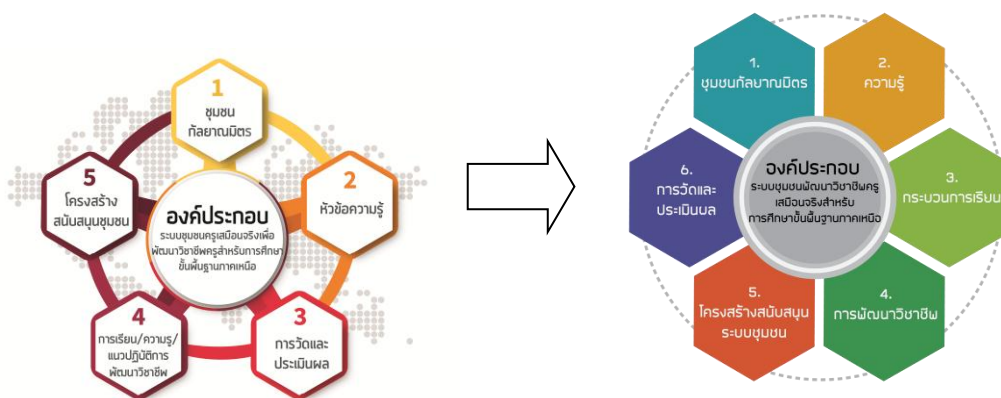 1
ชุมชน
กัลยาณมิตร
2
หัวข้อความรู้
3
การวัดและ
ประเมินผล
4
การเรียน/ความรู้/
แนวปฏิบัติการ
พัฒนาวิชาชีพ
5
โครงสร้าง
สนับสนุนชุมชน
องค์ประกอบ
ระบบชุมชนครูเสมือนจริงเพื่อ
พัฒนาวิชาชีพครูสำหรับการศึกษา
ขั้นพื้นฐานภาคเหนือ
1.
ชุมชนกัลยาณมิตร
2.
ความรู้
3.
กระบวนการเรียนรู้
4.
การพัฒนาวิชาชีพ
5.
โครงสร้างสนับสนุน
ระบบชุมชน
6.
การวัดและ
ประเมินผล
องค์ประกอบ
ระบบชุมชนพัฒนาวิชาชีพครู
เสมือนจริงสำหรับ
การศึกษาขั้นพื้นฐานภาคเหนือ